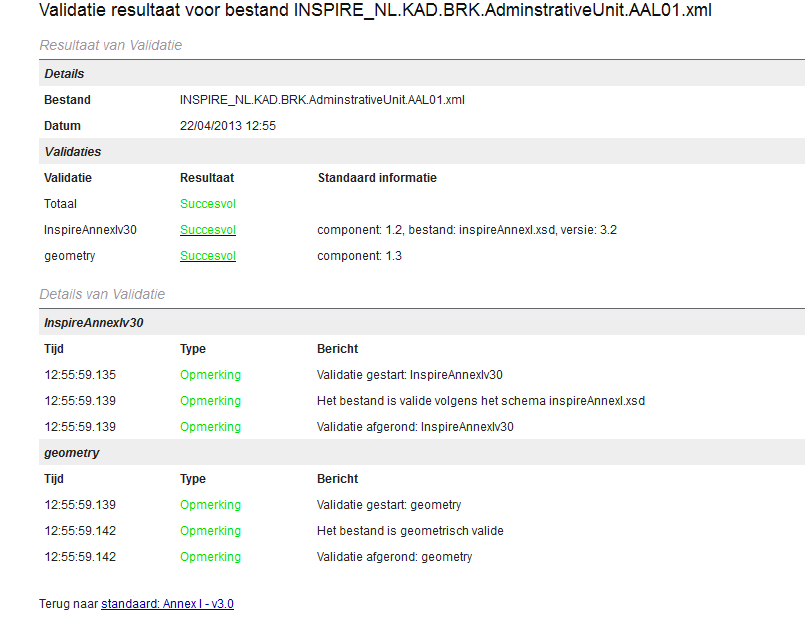 Validatie resultaat voor bestand INSPIRE_NL.KAD.BRK.AdminstrativeUnit.AAL01.xml
Resultaat van Validatie
Details
Bestand INSPIRE_NL.KAD.BRK.AdminstrativeUnit.AAL01.xml
Datum 22/04/2013 12:55
Validaties
Validatie Resultaat Standaard informatie
Totaal Succesvol
InspireAnnexIv30 Succesvol component: 1.2, bestand: inspireAnnexI.xsd, versie: 3.2
geometry Succesvol component: 1.3
Details van Validatie
InspireAnnexIv30
Tijd Type Bericht
12:55:59.135 Opmerking Validatie gestart: InspireAnnexIv30
12:55:59.139 Opmerking Het bestand is valide volgens het schema inspireAnnexI.xsd
12:55:59.139 Opmerking Validatie afgerond: InspireAnnexIv30
geometry
Tijd Type Bericht
12:55:59.139 Opmerking Validatie gestart: geometry
12:55:59.142 Opmerking Het bestand is geometrisch valide
12:55:59.142 Opmerking Validatie afgerond: geometry
Terug naar standaard: Annex I - v3.0